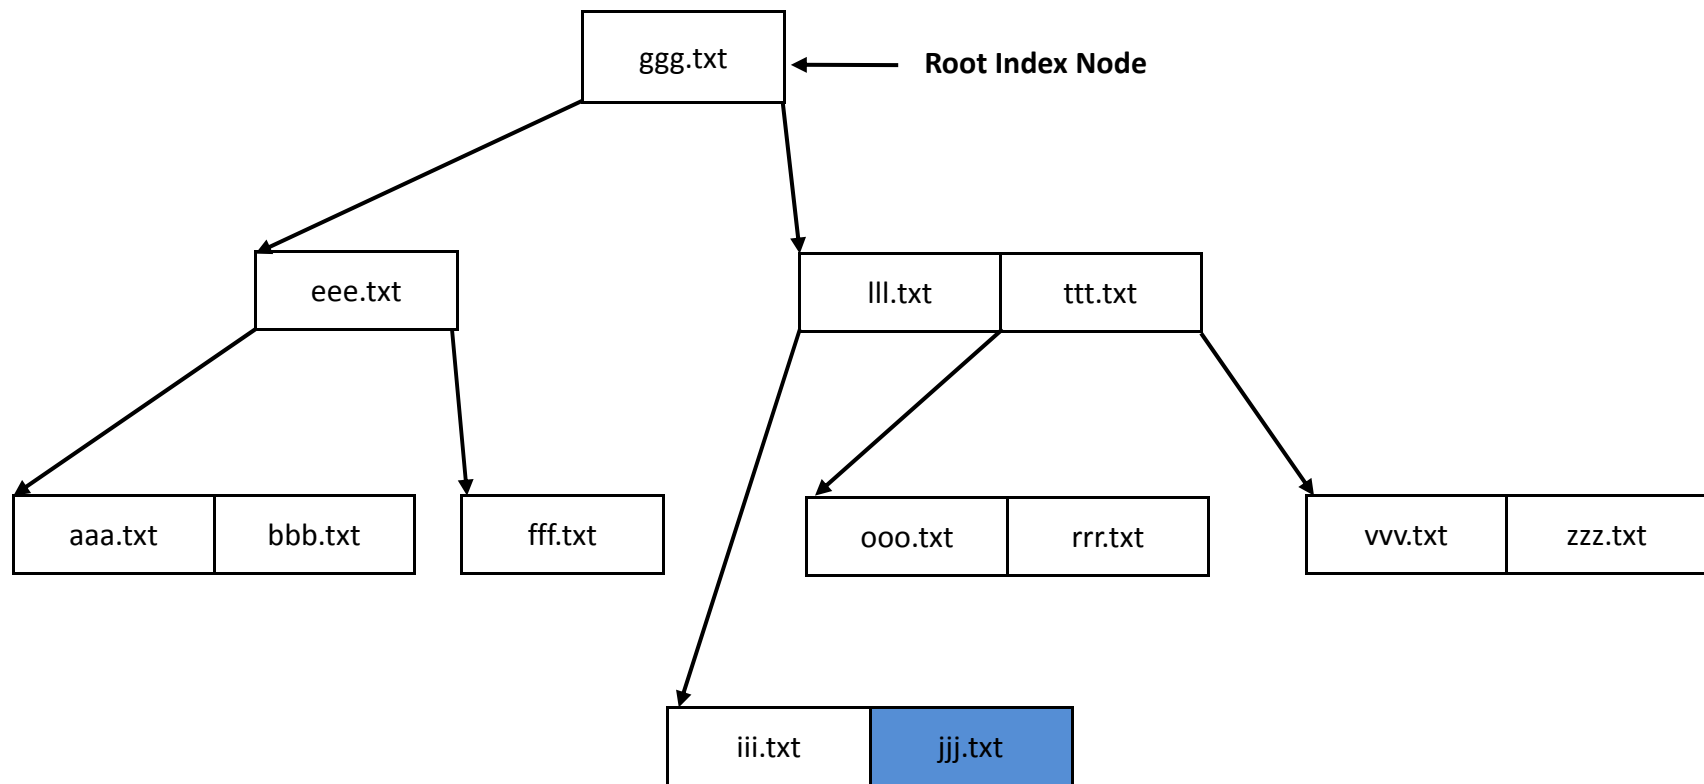 ggg.txt
Root Index Node
eee.txt
lll.txt
ttt.txt
aaa.txt
bbb.txt
fff.txt
ooo.txt
rrr.txt
vvv.txt
zzz.txt
iii.txt
jjj.txt